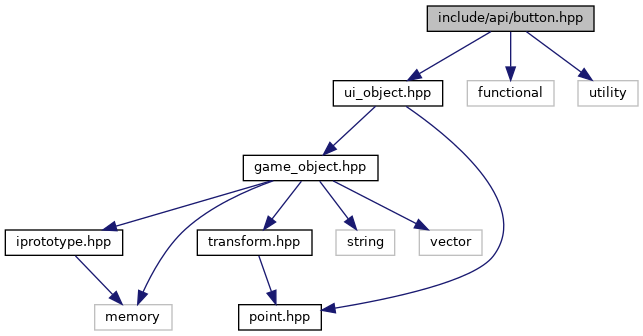 include/api/button.hpp
ui_object.hpp
functional
utility
game_object.hpp
iprototype.hpp
transform.hpp
string
vector
memory
point.hpp